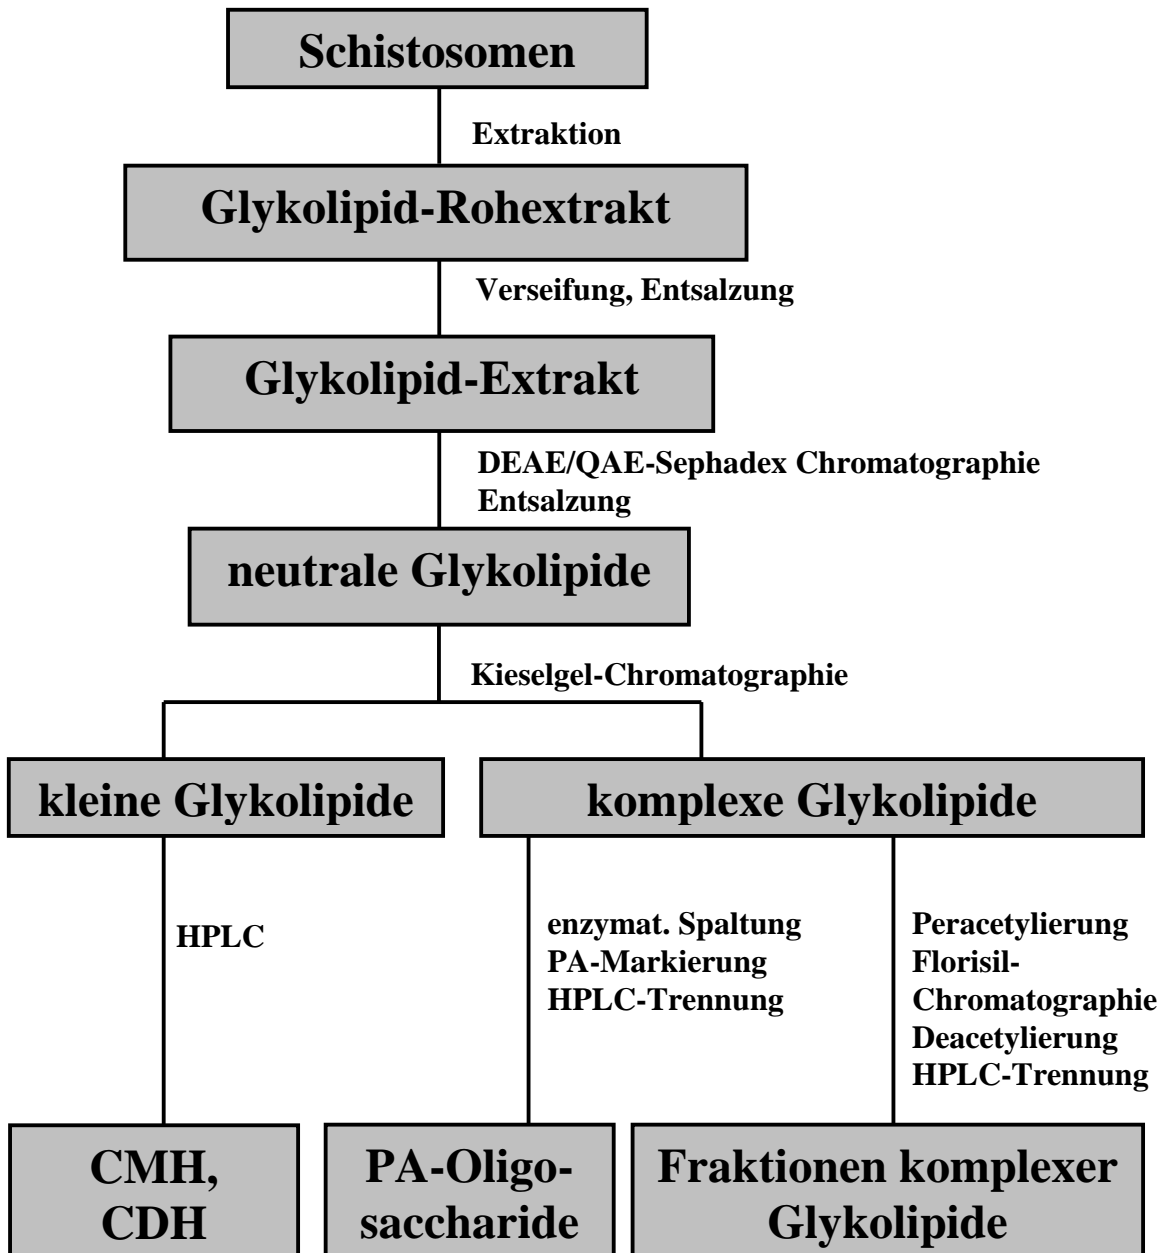 Schistosomen
Extraktion
Glykolipid-Rohextrakt
Verseifung, Entsalzung
Glykolipid-Extrakt
DEAE/QAE-Sephadex Chromatographie
Entsalzung
neutrale Glykolipide
Kieselgel-Chromatographie
kleine Glykolipide
komplexe Glykolipide
HPLC
enzymat. Spaltung
PA-Markierung
HPLC-Trennung
Peracetylierung
Florisil-
Chromatographie
Deacetylierung
HPLC-Trennung
CMH,
CDH
PA-Oligo-
saccharide
Fraktionen komplexer
Glykolipide